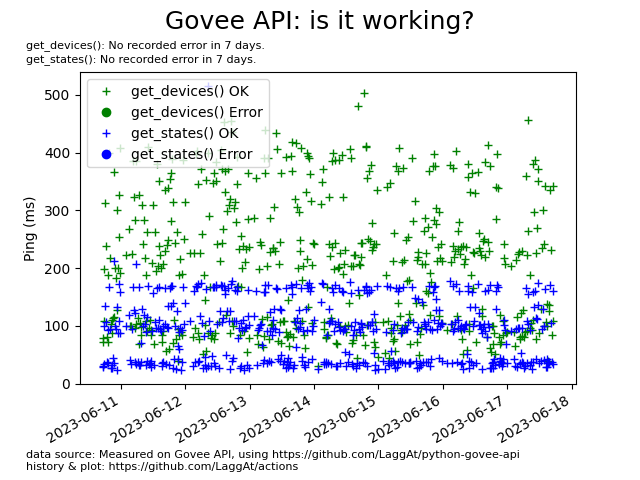 Govee API: is it working?
get_devices(): No recorded error in 7 days.
get_states(): No recorded error in 7 days.
get_devices() OK
get_devices() Error
get_states() OK
get_states() Error
Ping (ms)
500
400
300
200
100
0
2023-06-11
2023-06-12
2023-06-13
2023-06-14
2023-06-15
2023-06-16
2023-06-17
2023-06-18
data source: Measured on Govee API, using https://github.com/LaggAt/python-govee-api
history & plot: https://github.com/LaggAt/actions